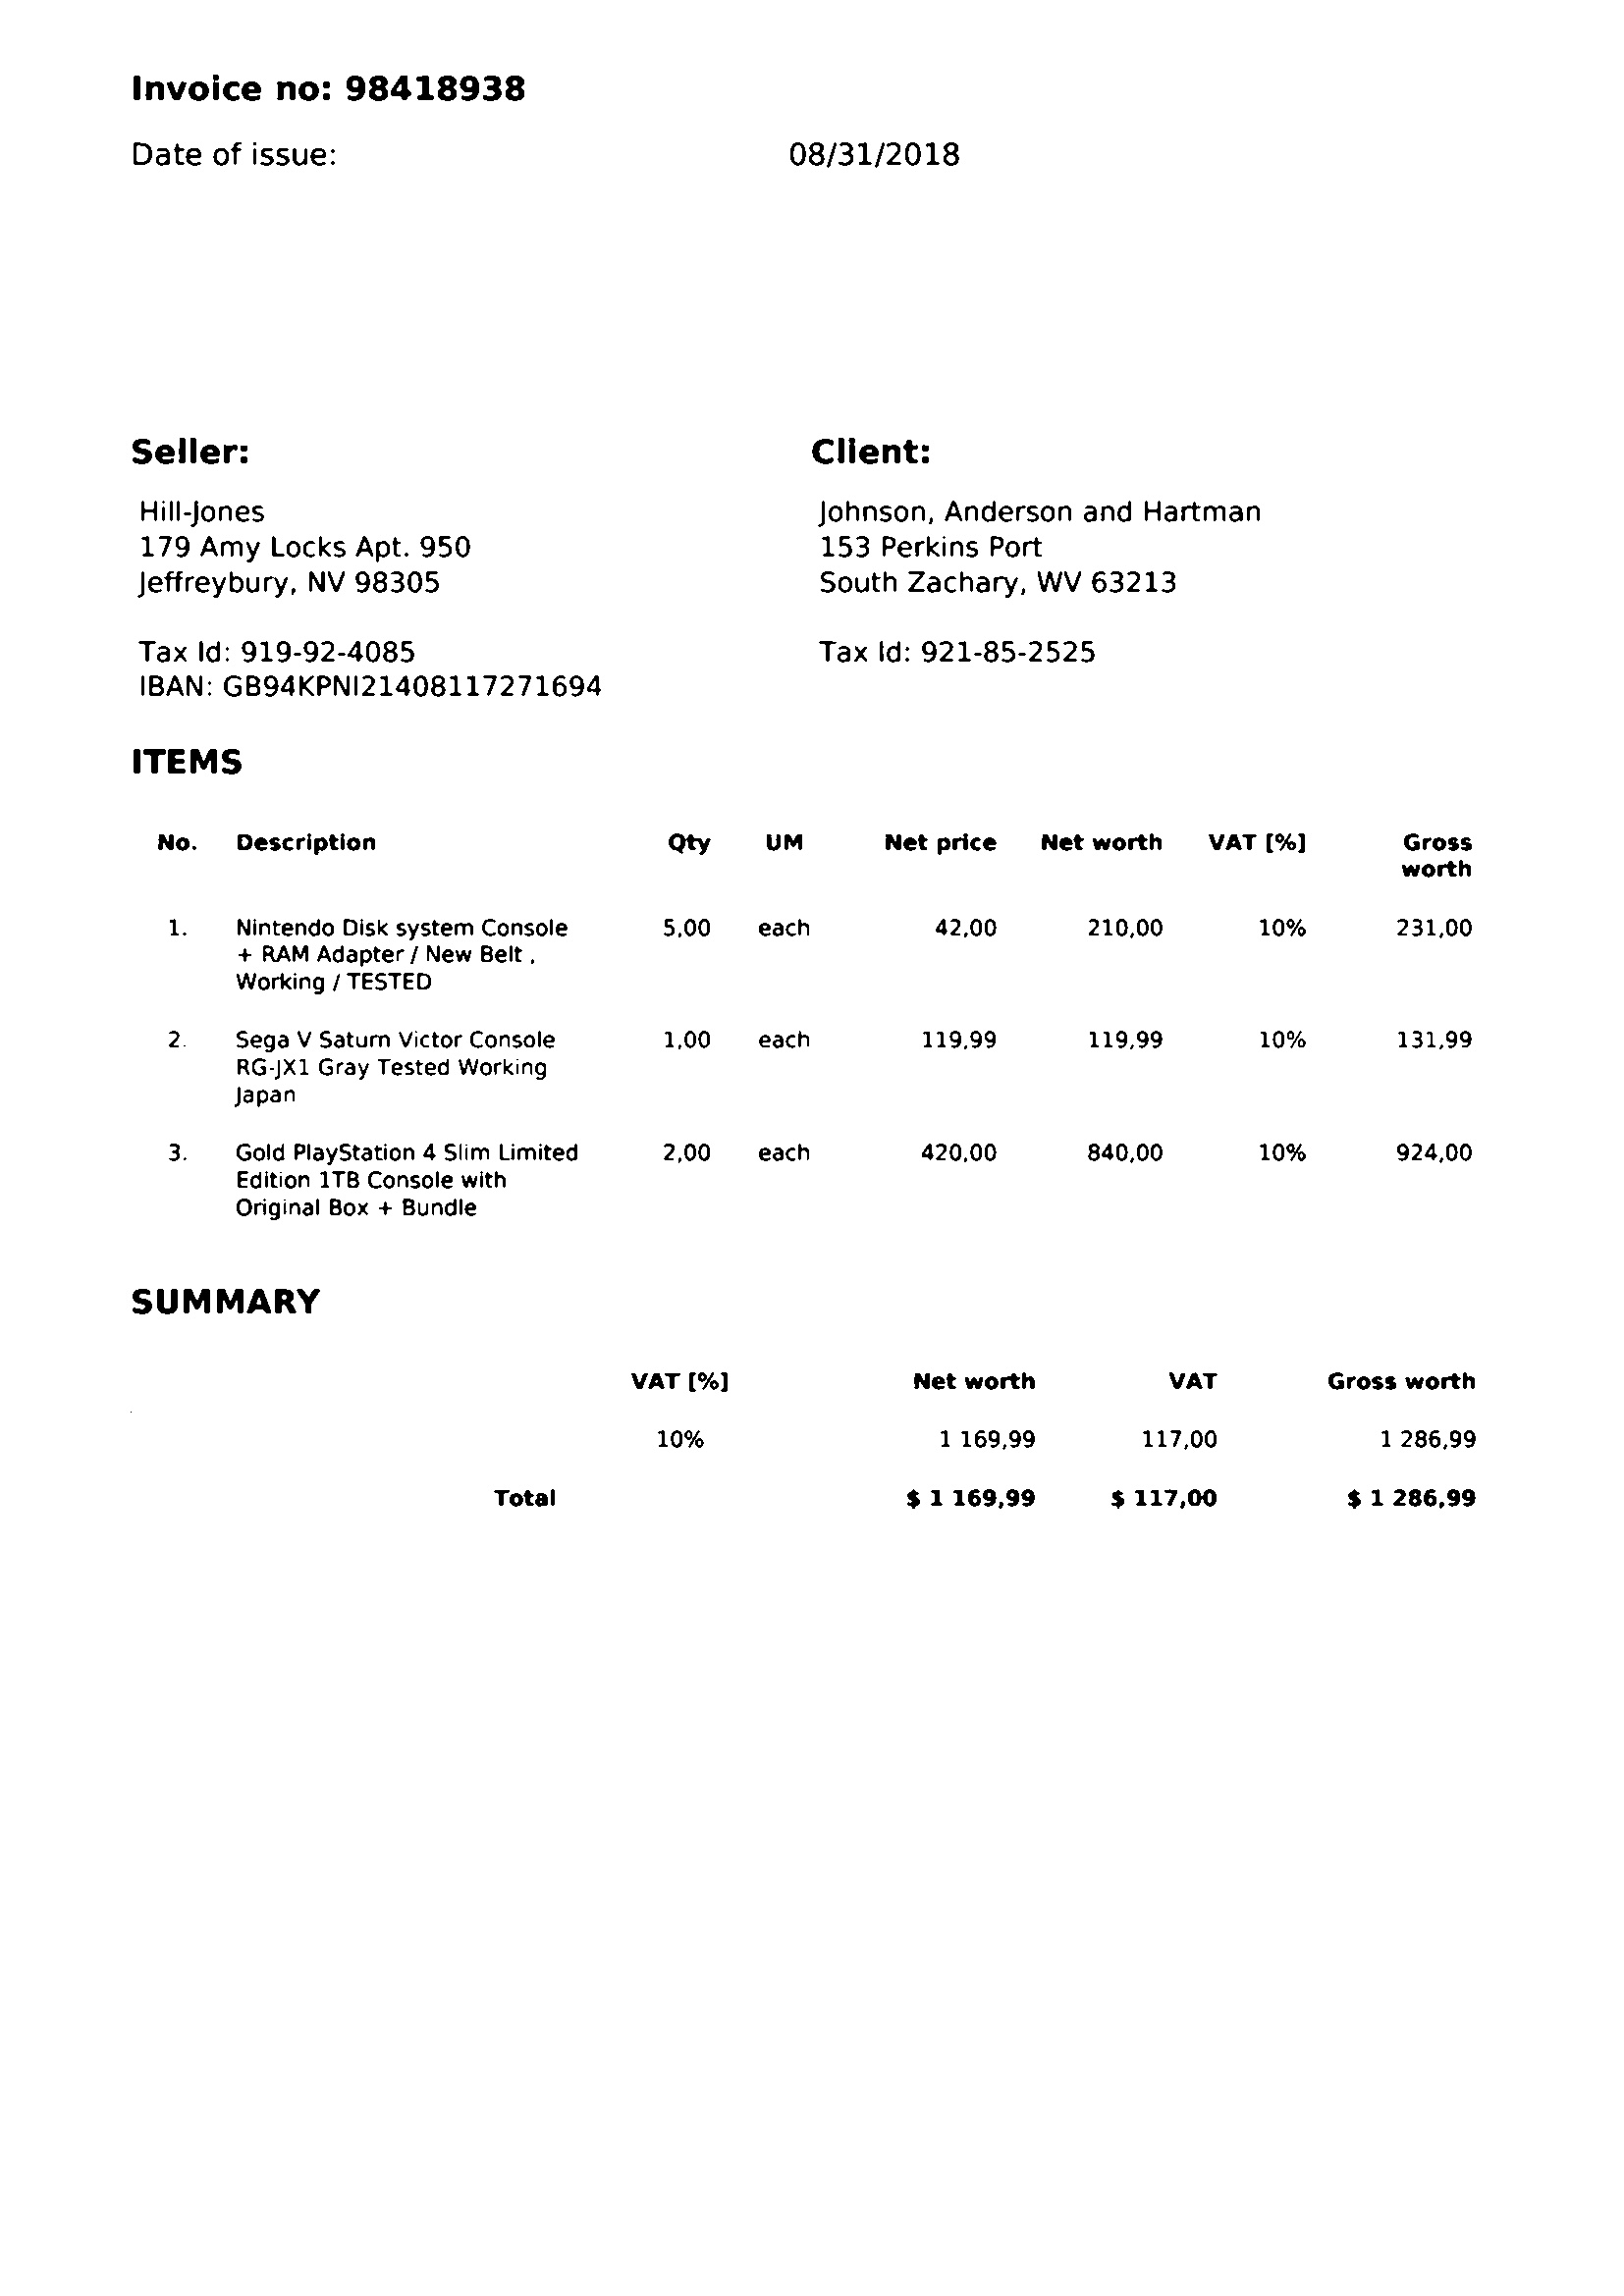 Invoice no: 98418938
Date of issue: 08/31/2018
Seller: Client:
Hill-Jones Johnson, Anderson and Hartman
179 Amy Locks Apt. 950 153 Perkins Port
Jeffreybury, NV 98305 South Zachary, WV 63213
Tax Id: 919-92-4085 Tax Id: 921-85-2525
IBAN: GB94KPNI21408117271694
ITEMS
No. Description Qty UM Net price Net worth VAT [%] Gross
worth
1. Nintendo Disk system Console 5,00 each 42,00 210,00 10% 231,00
+ RAM Adapter / New Belt ,
Working / TESTED
2. Sega V Saturn Victor Console 1,00 each 119,99 119,99 10% 131,99
RG-JX1 Gray Tested Working
Japan
3. Gold PlayStation 4 Slim Limited 2,00 each 420,00 840,00 10% 924,00
Edition 1TB Console with
Original Box + Bundle
SUMMARY
VAT [%] Net worth VAT Gross worth
10% 1 169,99 117,00 1 286,99
Total $ 1 169,99 $ 117,00 $ 1 286,99